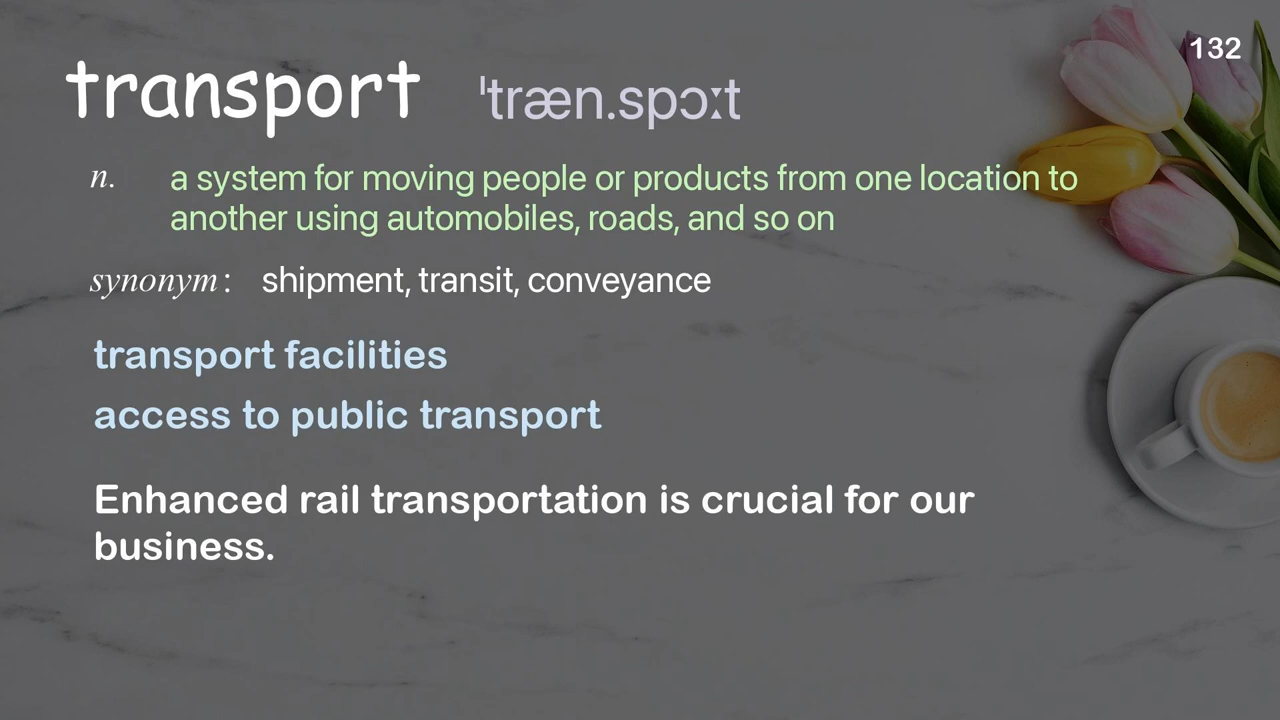 132
transport ˈtræn.spɔːt
n. a system for moving people or products from one location to
another using automobiles, roads, and so on
synonym: shipment, transit, conveyance
transport facilities
access to public transport
Enhanced rail transportation is crucial for our
business.